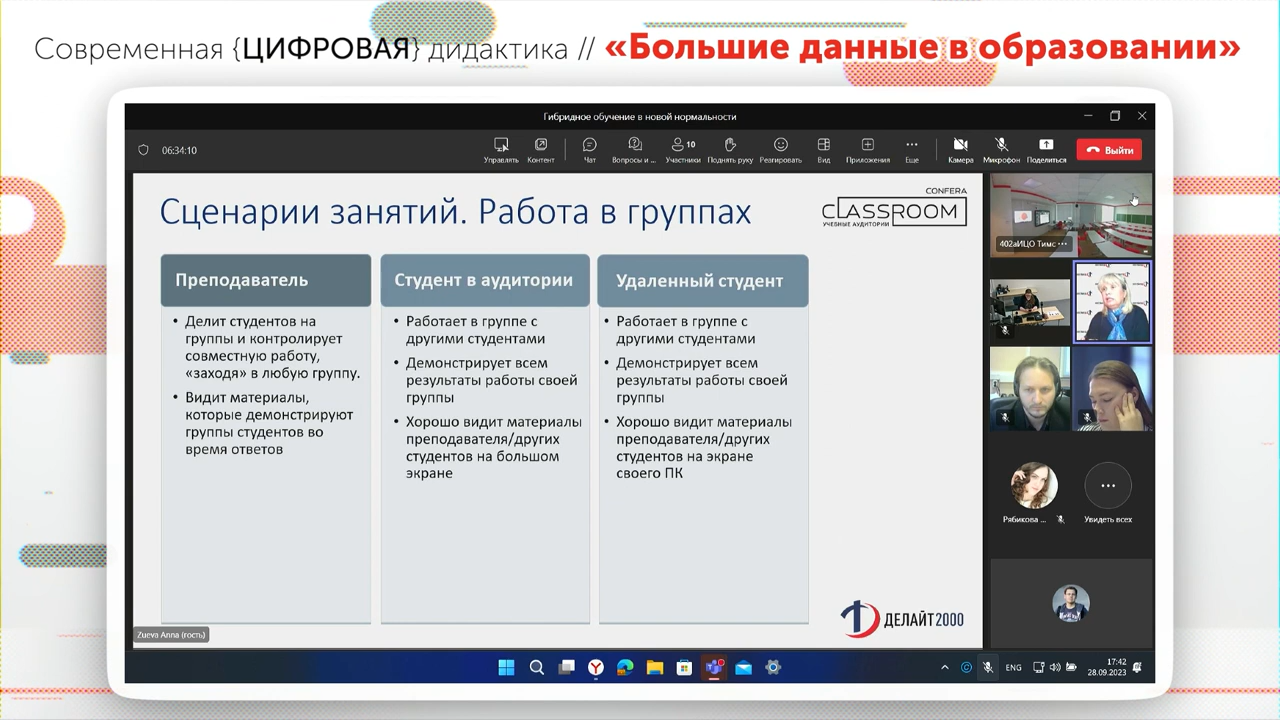 Современная {ЦИФРОВАЯ} дидактика // «Большие данные в образовании»
Гибридное обучение в новой нормальности
06:34:10
Управлять
Контент
Чат
Вопросы и ...
10
Участники
Поднять руку
Реагировать
Вид
Приложения
Еще
Камера
Микрофон
Поделиться
Выйти
Сценарии занятий. Работа в группах
CONFERA
CLASSROOM
УЧЕБНЫЕ АУДИТОРИИ
Преподаватель
• Делит студентов на
группы и контролирует
совместную работу,
«заходя» в любую группу.
• Видит материалы,
которые демонстрируют
группы студентов во
время ответов
Студент в аудитории
• Работает в группе с
другими студентами
• Демонстрирует всем
результаты работы своей
группы
• Хорошо видит материалы
преподавателя/других
студентов на большом
экране
Удаленный студент
• Работает в группе с
другими студентами
• Демонстрирует всем
результаты работы своей
группы
• Хорошо видит материалы
преподавателя/других
студентов на экране
своего ПК
ДЕЛАЙТ2000
Zueva Anna (гость)
402аИЦО Тимс ...
Рябикова ...
Увидеть всех
ENG
17:42
28.09.2023